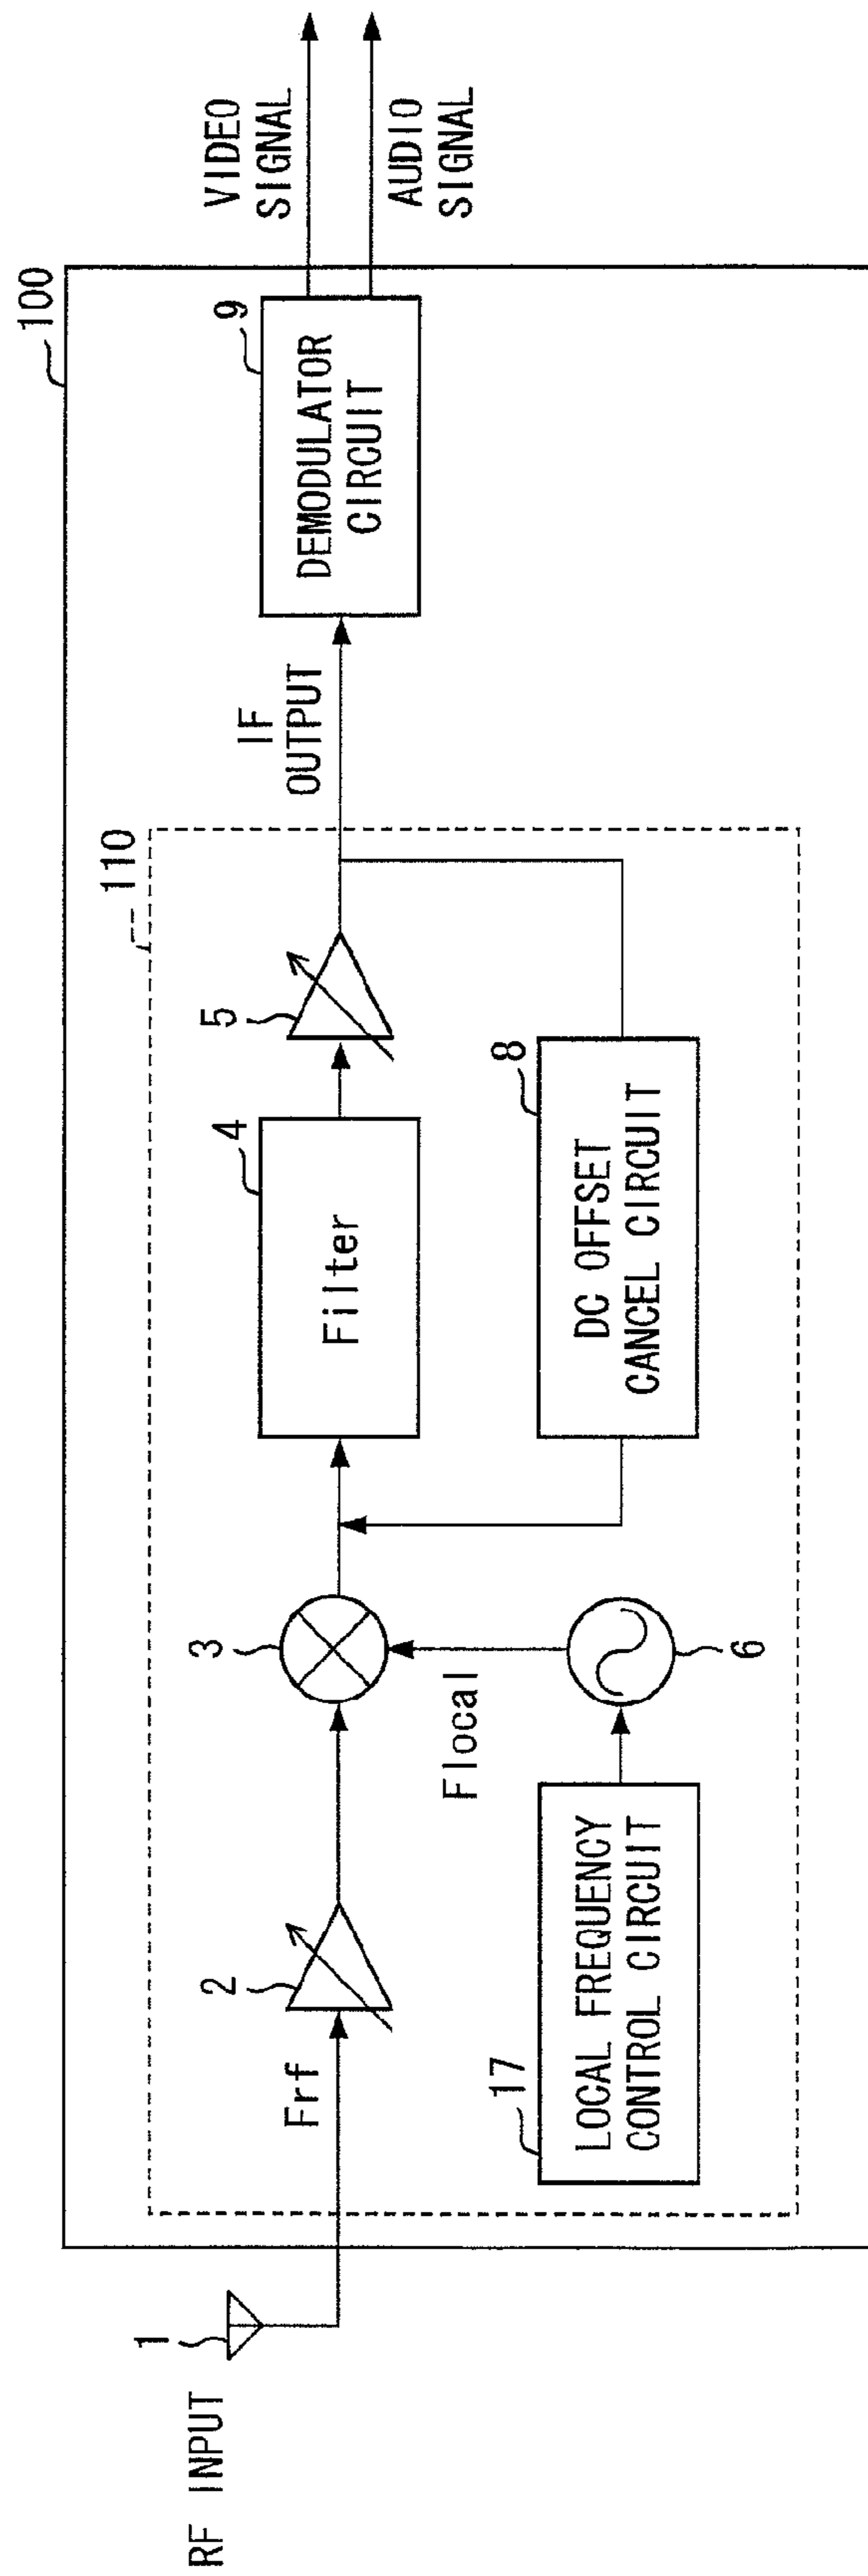 100
110
RF INPUT
1
Frf
2
3
Flocal
6
17
LOCAL FREQUENCY
CONTROL CIRCUIT
4
Filter
5
8
DC OFFSET
CANCEL CIRCUIT
IF
OUTPUT
9
DEMODULATOR
CIRCUIT
VIDEO
SIGNAL
AUDIO
SIGNAL